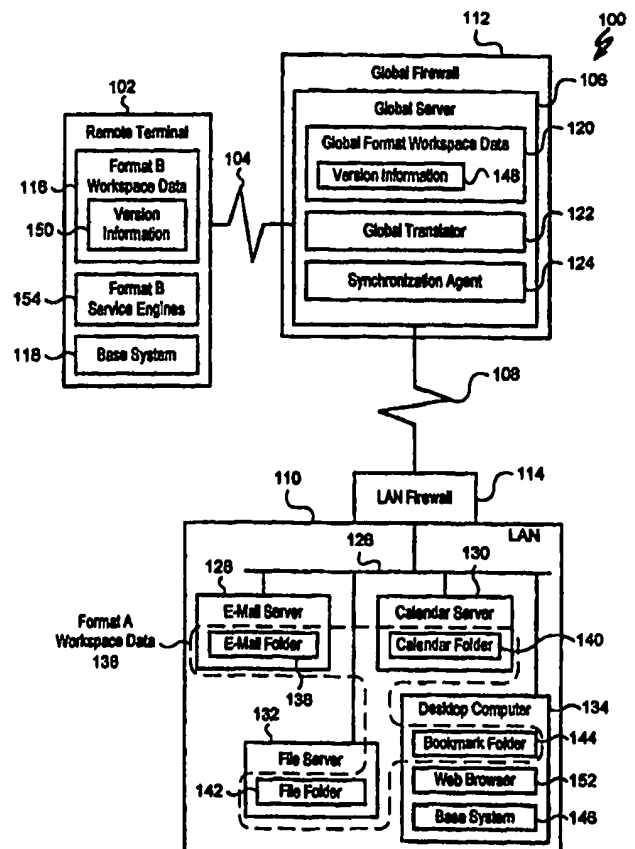 100
112
Global Firewall
106
Global Server
120
Global Format Workspace Data
Version Information
148
Global Translator
122
Synchronization Agent
124
102
Remote Terminal
104
116
Format B
Workspace Data
150
Version
Information
154
Format B
Service Engines
118
Base System
108
110
LAN Firewall
114
LAN
126
128
130
E-Mail Server
Calendar Server
Format A
Workspace Data
136
E-Mail Folder
Calendar Folder
140
138
Desktop Computer
134
132
Bookmark Folder
144
File Server
Web Browser
152
142
File Folder
Base System
146